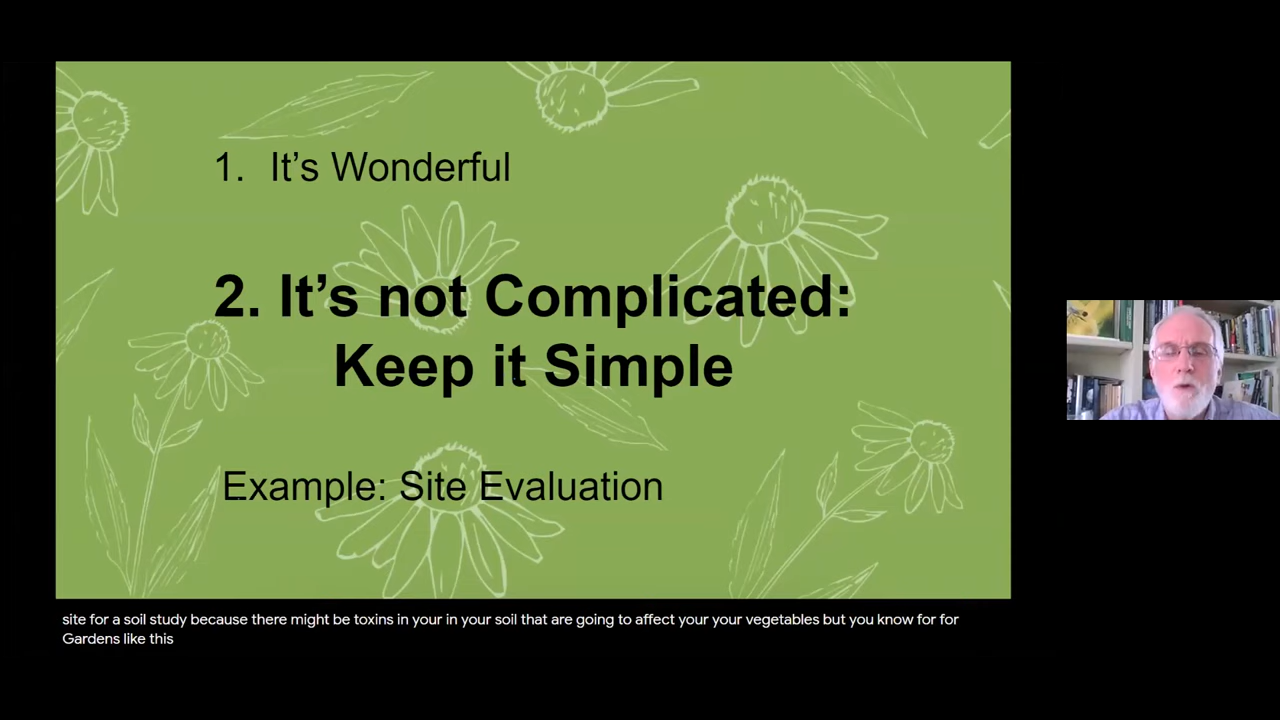 1. It's Wonderful
2. It's not Complicated:
Keep it Simple
Example: Site Evaluation
site for a soil study because there might be toxins in your in your soil that are going to affect your your vegetables but you know for for
Gardens like this